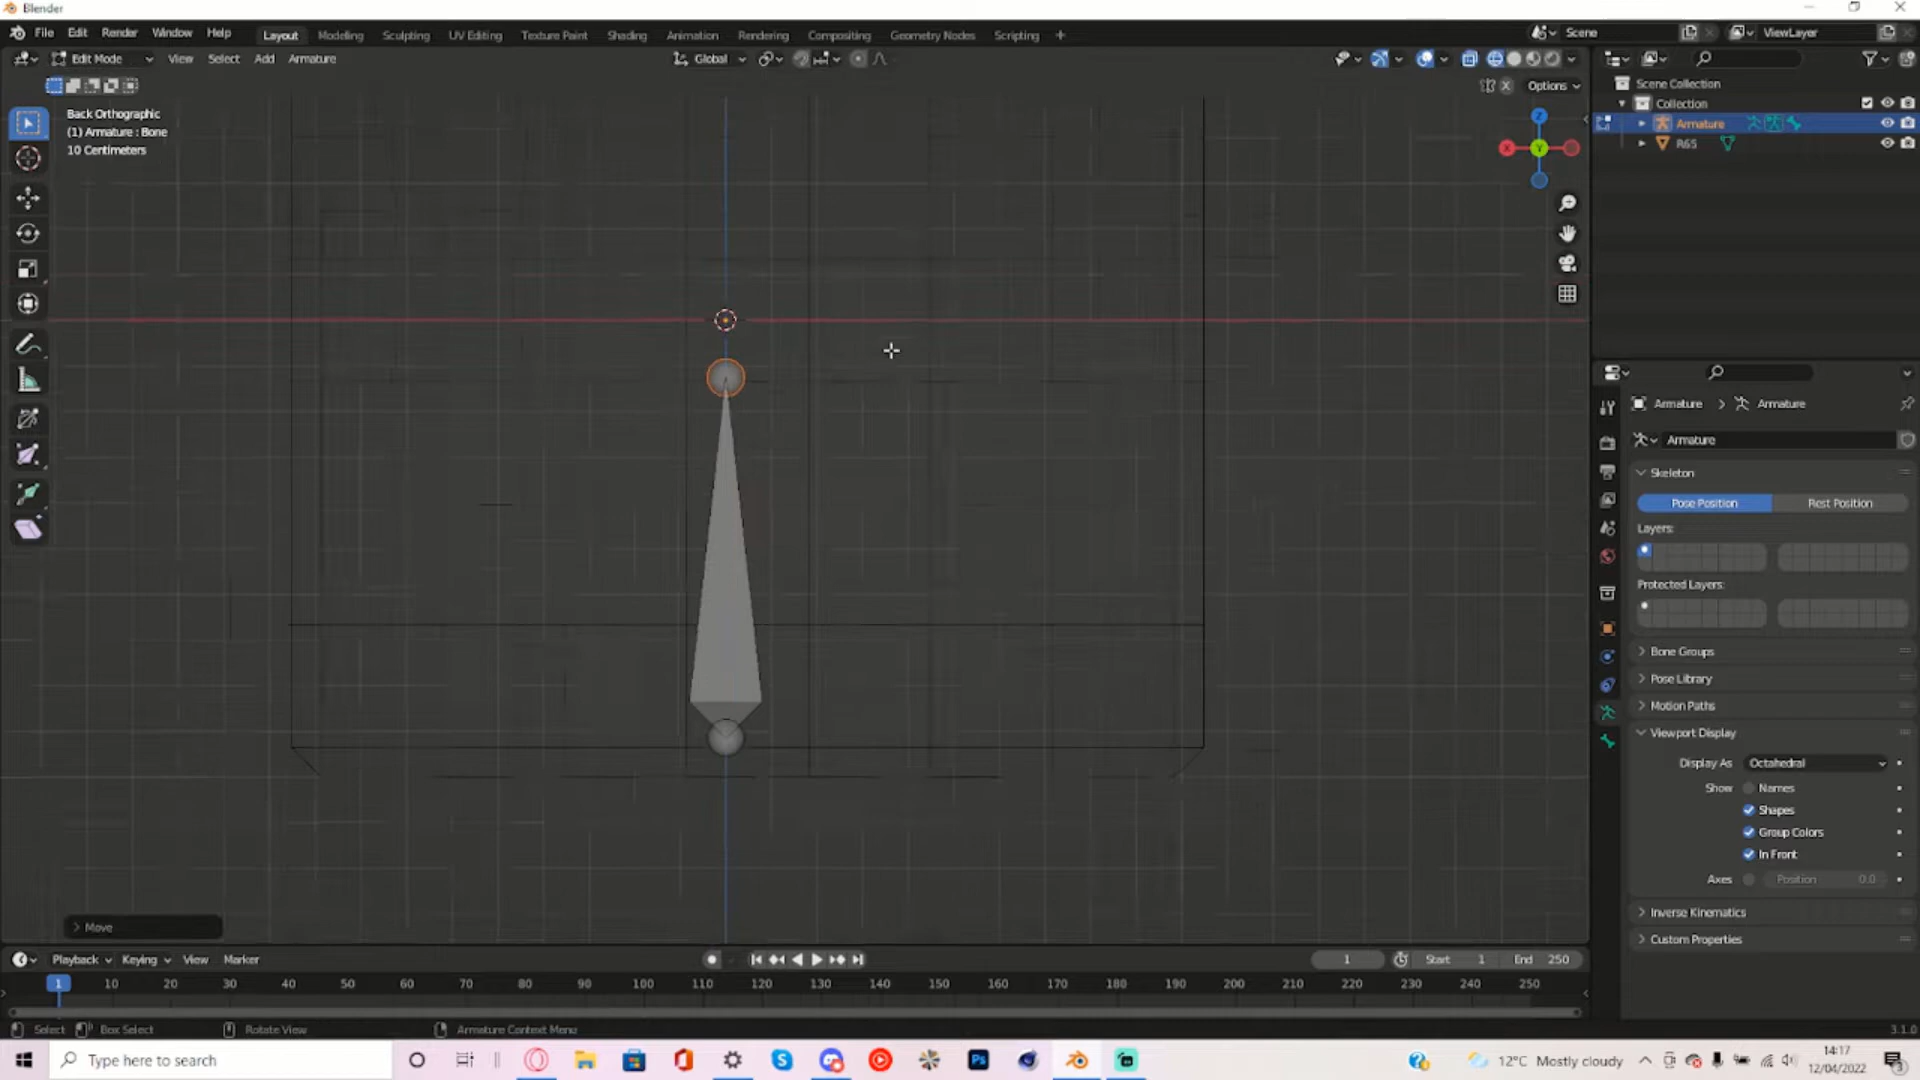 Blender
File Edit Render Window Help Layout Modeling Sculpting UV Editing Texture Paint Shading Animation Rendering Compositing Geometry Nodes Scripting + Scene ViewLayer
Edit Mode View Select Add Armature Global
Options
Back Orthographic
(1) Armature : Bone
10 Centimeters
Z
X
Y
Scene Collection
Collection
Armature
R65
Armature > Armature
Armature
Skeleton
Pose Position Rest Position
Layers:
Protected Layers:
Bone Groups
Pose Library
Motion Paths
Viewport Display
Display As Octahedral
Show Names
Shapes
Group Colors
In Front
Axes Position 0.0
Inverse Kinematics
Custom Properties
Move
Playback Keying View Marker 1 Start 1 End 250
1 10 20 30 40 50 60 70 80 90 100 110 120 130 140 150 160 170 180 190 200 210 220 230 240 250
Select Box Select Rotate View Armature Context Menu 3.1.0
Type here to search
Ps
12°C Mostly cloudy
14:17
12/04/2022
3